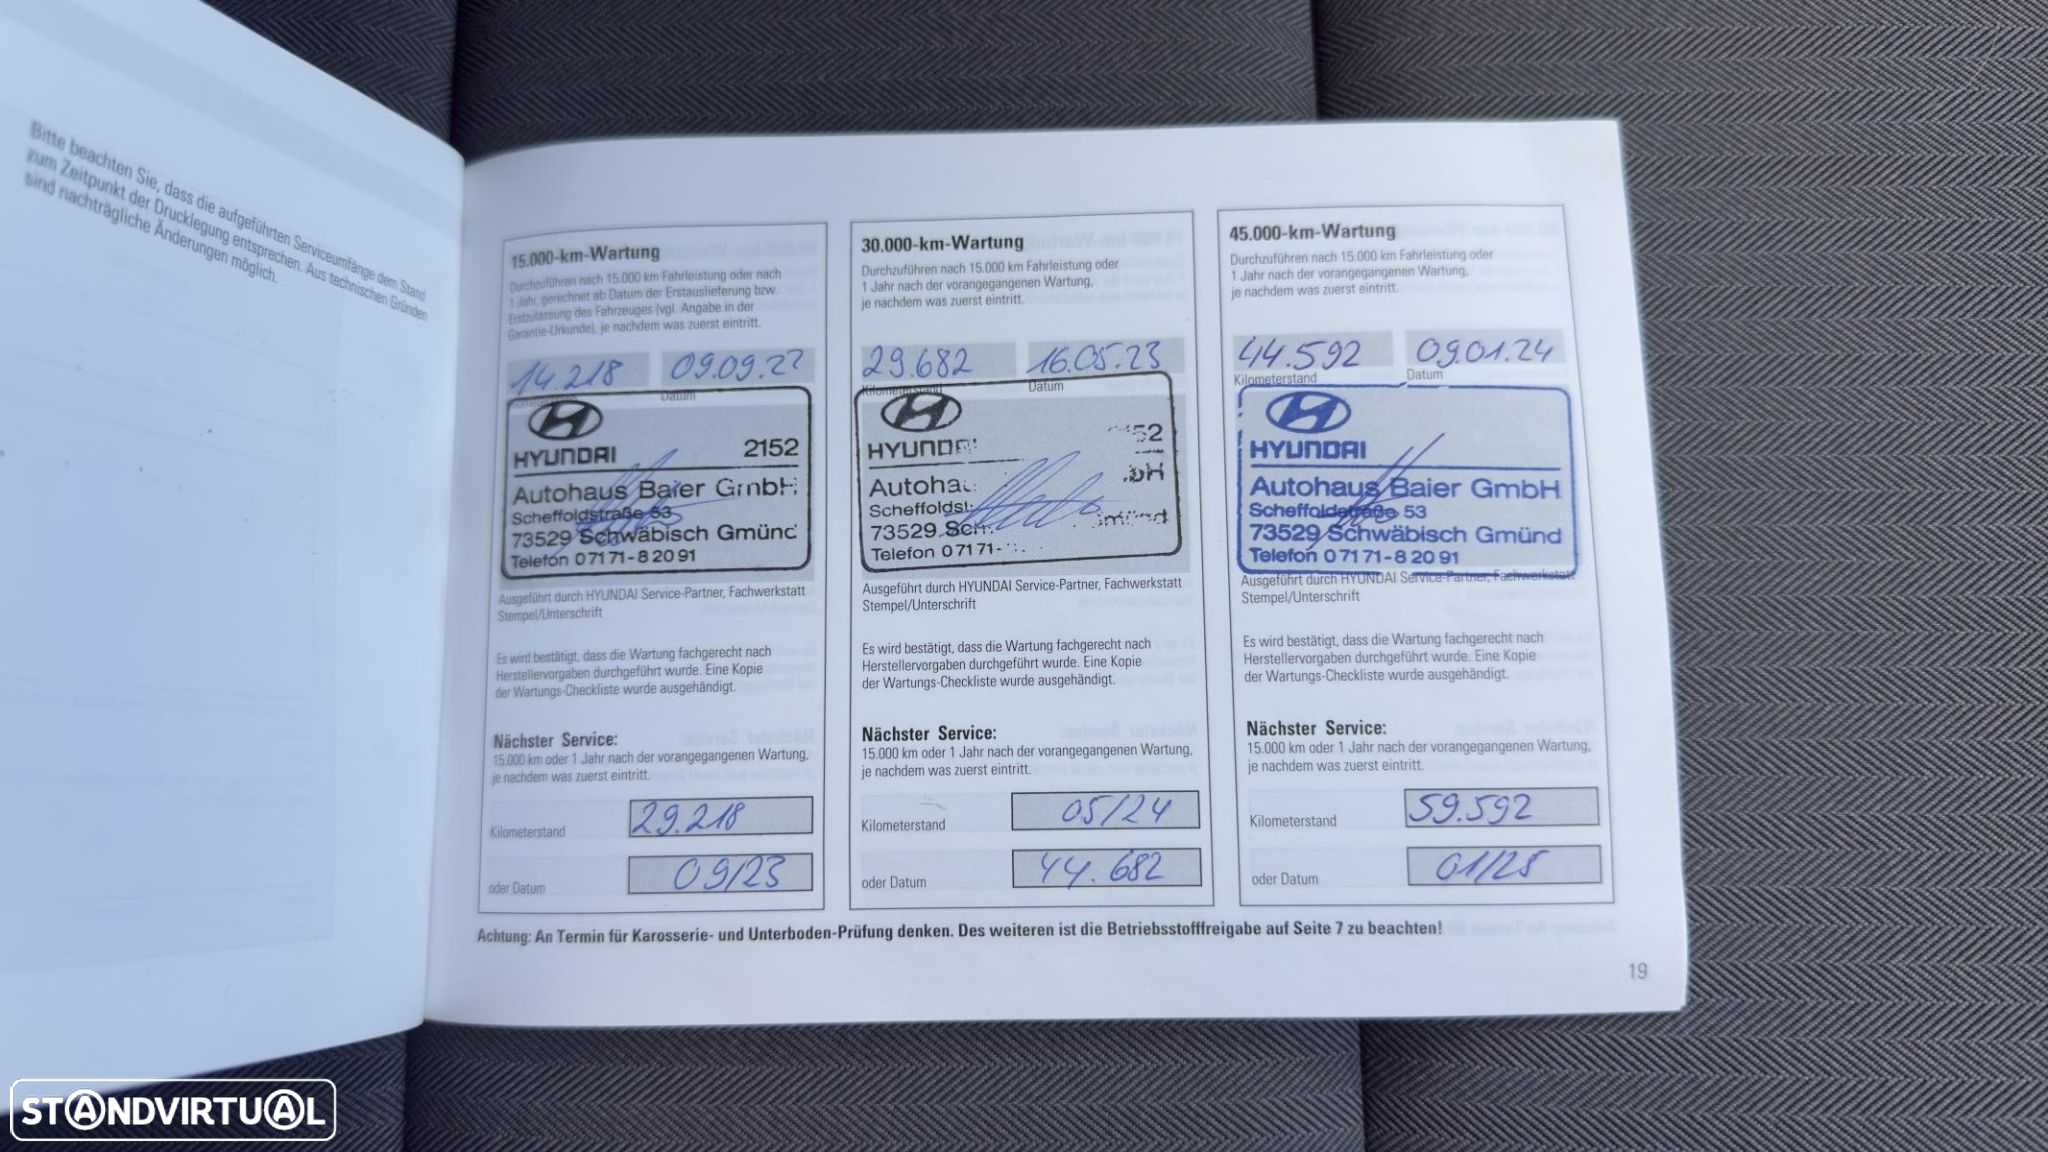 Bitte beachten Sie, dass die aufgeführten Serviceumfänge dem Stand
zum Zeitpunkt der Drucklegung entsprechen. Aus technischen Gründen
sind nachträgliche Änderungen möglich.
15.000-km-Wartung
Durchzuführen nach 15.000 km Fahrleistung oder nach
1 Jahr, gerechnet ab Datum der Erstauslieferung bzw.
Erstzulassung des Fahrzeuges (vgl. Angabe in der
Garantie-Urkunde), je nachdem was zuerst eintritt.
14.218 09.09.22
Kilometerstand Datum
HYUNDAI 2152
Autohaus Baier GmbH
Scheffoldstraße 53
73529 Schwäbisch Gmünd
Telefon 07171-82091
Ausgeführt durch HYUNDAI Service-Partner, Fachwerkstatt
Stempel/Unterschrift
Es wird bestätigt, dass die Wartung fachgerecht nach
Herstellervorgaben durchgeführt wurde. Eine Kopie
der Wartungs-Checkliste wurde ausgehändigt.
Nächster Service:
15.000 km oder 1 Jahr nach der vorangegangenen Wartung,
je nachdem was zuerst eintritt.
Kilometerstand 29.218
oder Datum 09/23
30.000-km-Wartung
Durchzuführen nach 15.000 km Fahrleistung oder
1 Jahr nach der vorangegangenen Wartung,
je nachdem was zuerst eintritt.
29.682 16.05.23
Kilometerstand Datum
HYUNDAI
Autohaus
73529
Telefon 07171-
Ausgeführt durch HYUNDAI Service-Partner, Fachwerkstatt
Stempel/Unterschrift
Es wird bestätigt, dass die Wartung fachgerecht nach
Herstellervorgaben durchgeführt wurde. Eine Kopie
der Wartungs-Checkliste wurde ausgehändigt.
Nächster Service:
15.000 km oder 1 Jahr nach der vorangegangenen Wartung,
je nachdem was zuerst eintritt.
Kilometerstand 05/24
oder Datum 44.682
45.000-km-Wartung
Durchzuführen nach 15.000 km Fahrleistung oder
1 Jahr nach der vorangegangenen Wartung,
je nachdem was zuerst eintritt.
44.592 09.01.24
Kilometerstand Datum
HYUNDAI
Autohaus Baier GmbH
Scheffoldstraße 53
73529 Schwäbisch Gmünd
Telefon 07171-82091
Ausgeführt durch HYUNDAI Service-Partner, Fachwerkstatt
Stempel/Unterschrift
Es wird bestätigt, dass die Wartung fachgerecht nach
Herstellervorgaben durchgeführt wurde. Eine Kopie
der Wartungs-Checkliste wurde ausgehändigt.
Nächster Service:
15.000 km oder 1 Jahr nach der vorangegangenen Wartung,
je nachdem was zuerst eintritt.
Kilometerstand 59.592
oder Datum 01/25
Achtung: An Termin für Karosserie- und Unterboden-Prüfung denken. Des weiteren ist die Betriebsstofffreigabe auf Seite 7 zu beachten!
19
STANDVIRTUAL